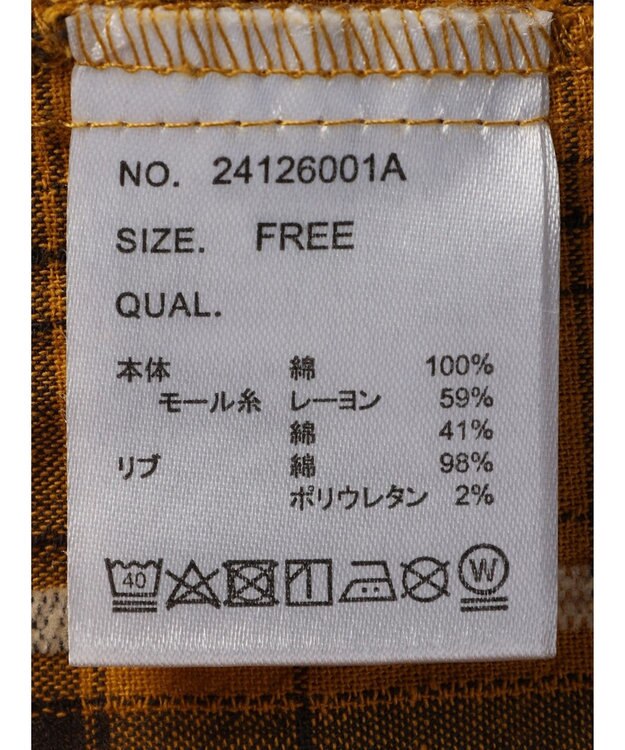 NO. 24126001A
SIZE. FREE
QUAL.
本体 綿 100%
モール糸 レーヨン 59%
綿 41%
リブ 綿 98%
ポリウレタン 2%
40 W